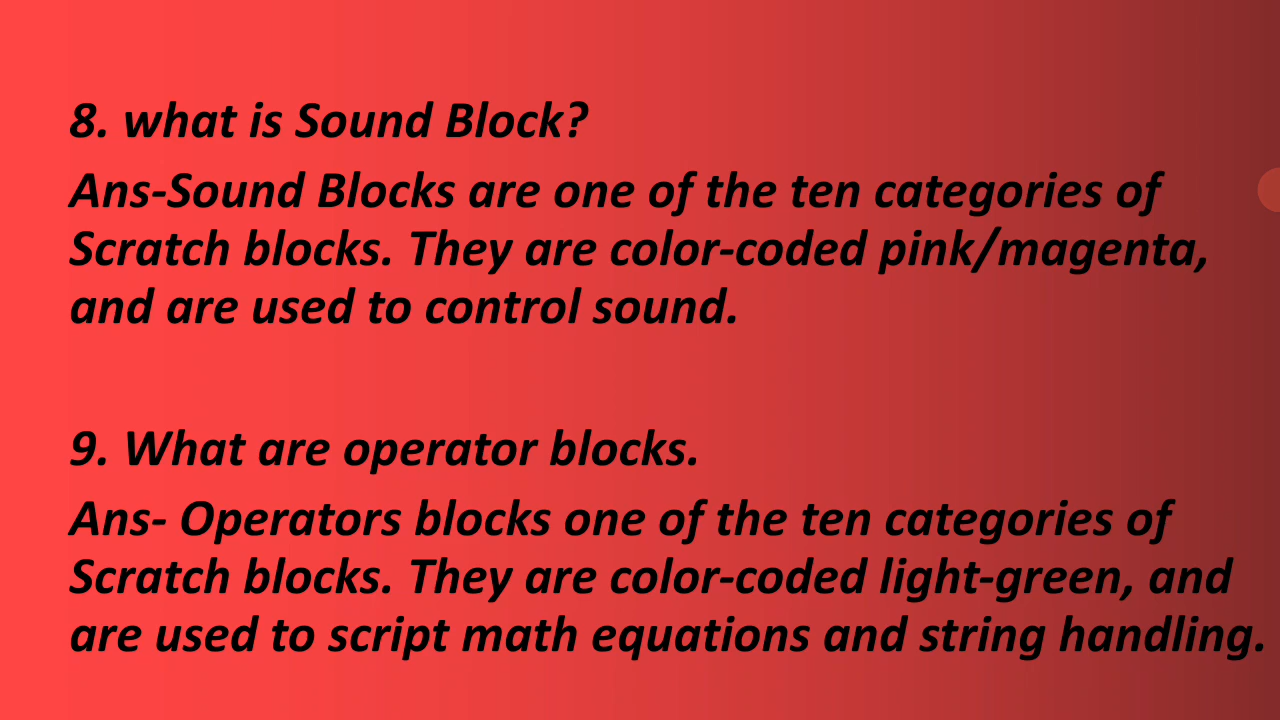 8. what is Sound Block?
Ans-Sound Blocks are one of the ten categories of
Scratch blocks. They are color-coded pink/magenta,
and are used to control sound.
9. What are operator blocks.
Ans- Operators blocks one of the ten categories of
Scratch blocks. They are color-coded light-green, and
are used to script math equations and string handling.